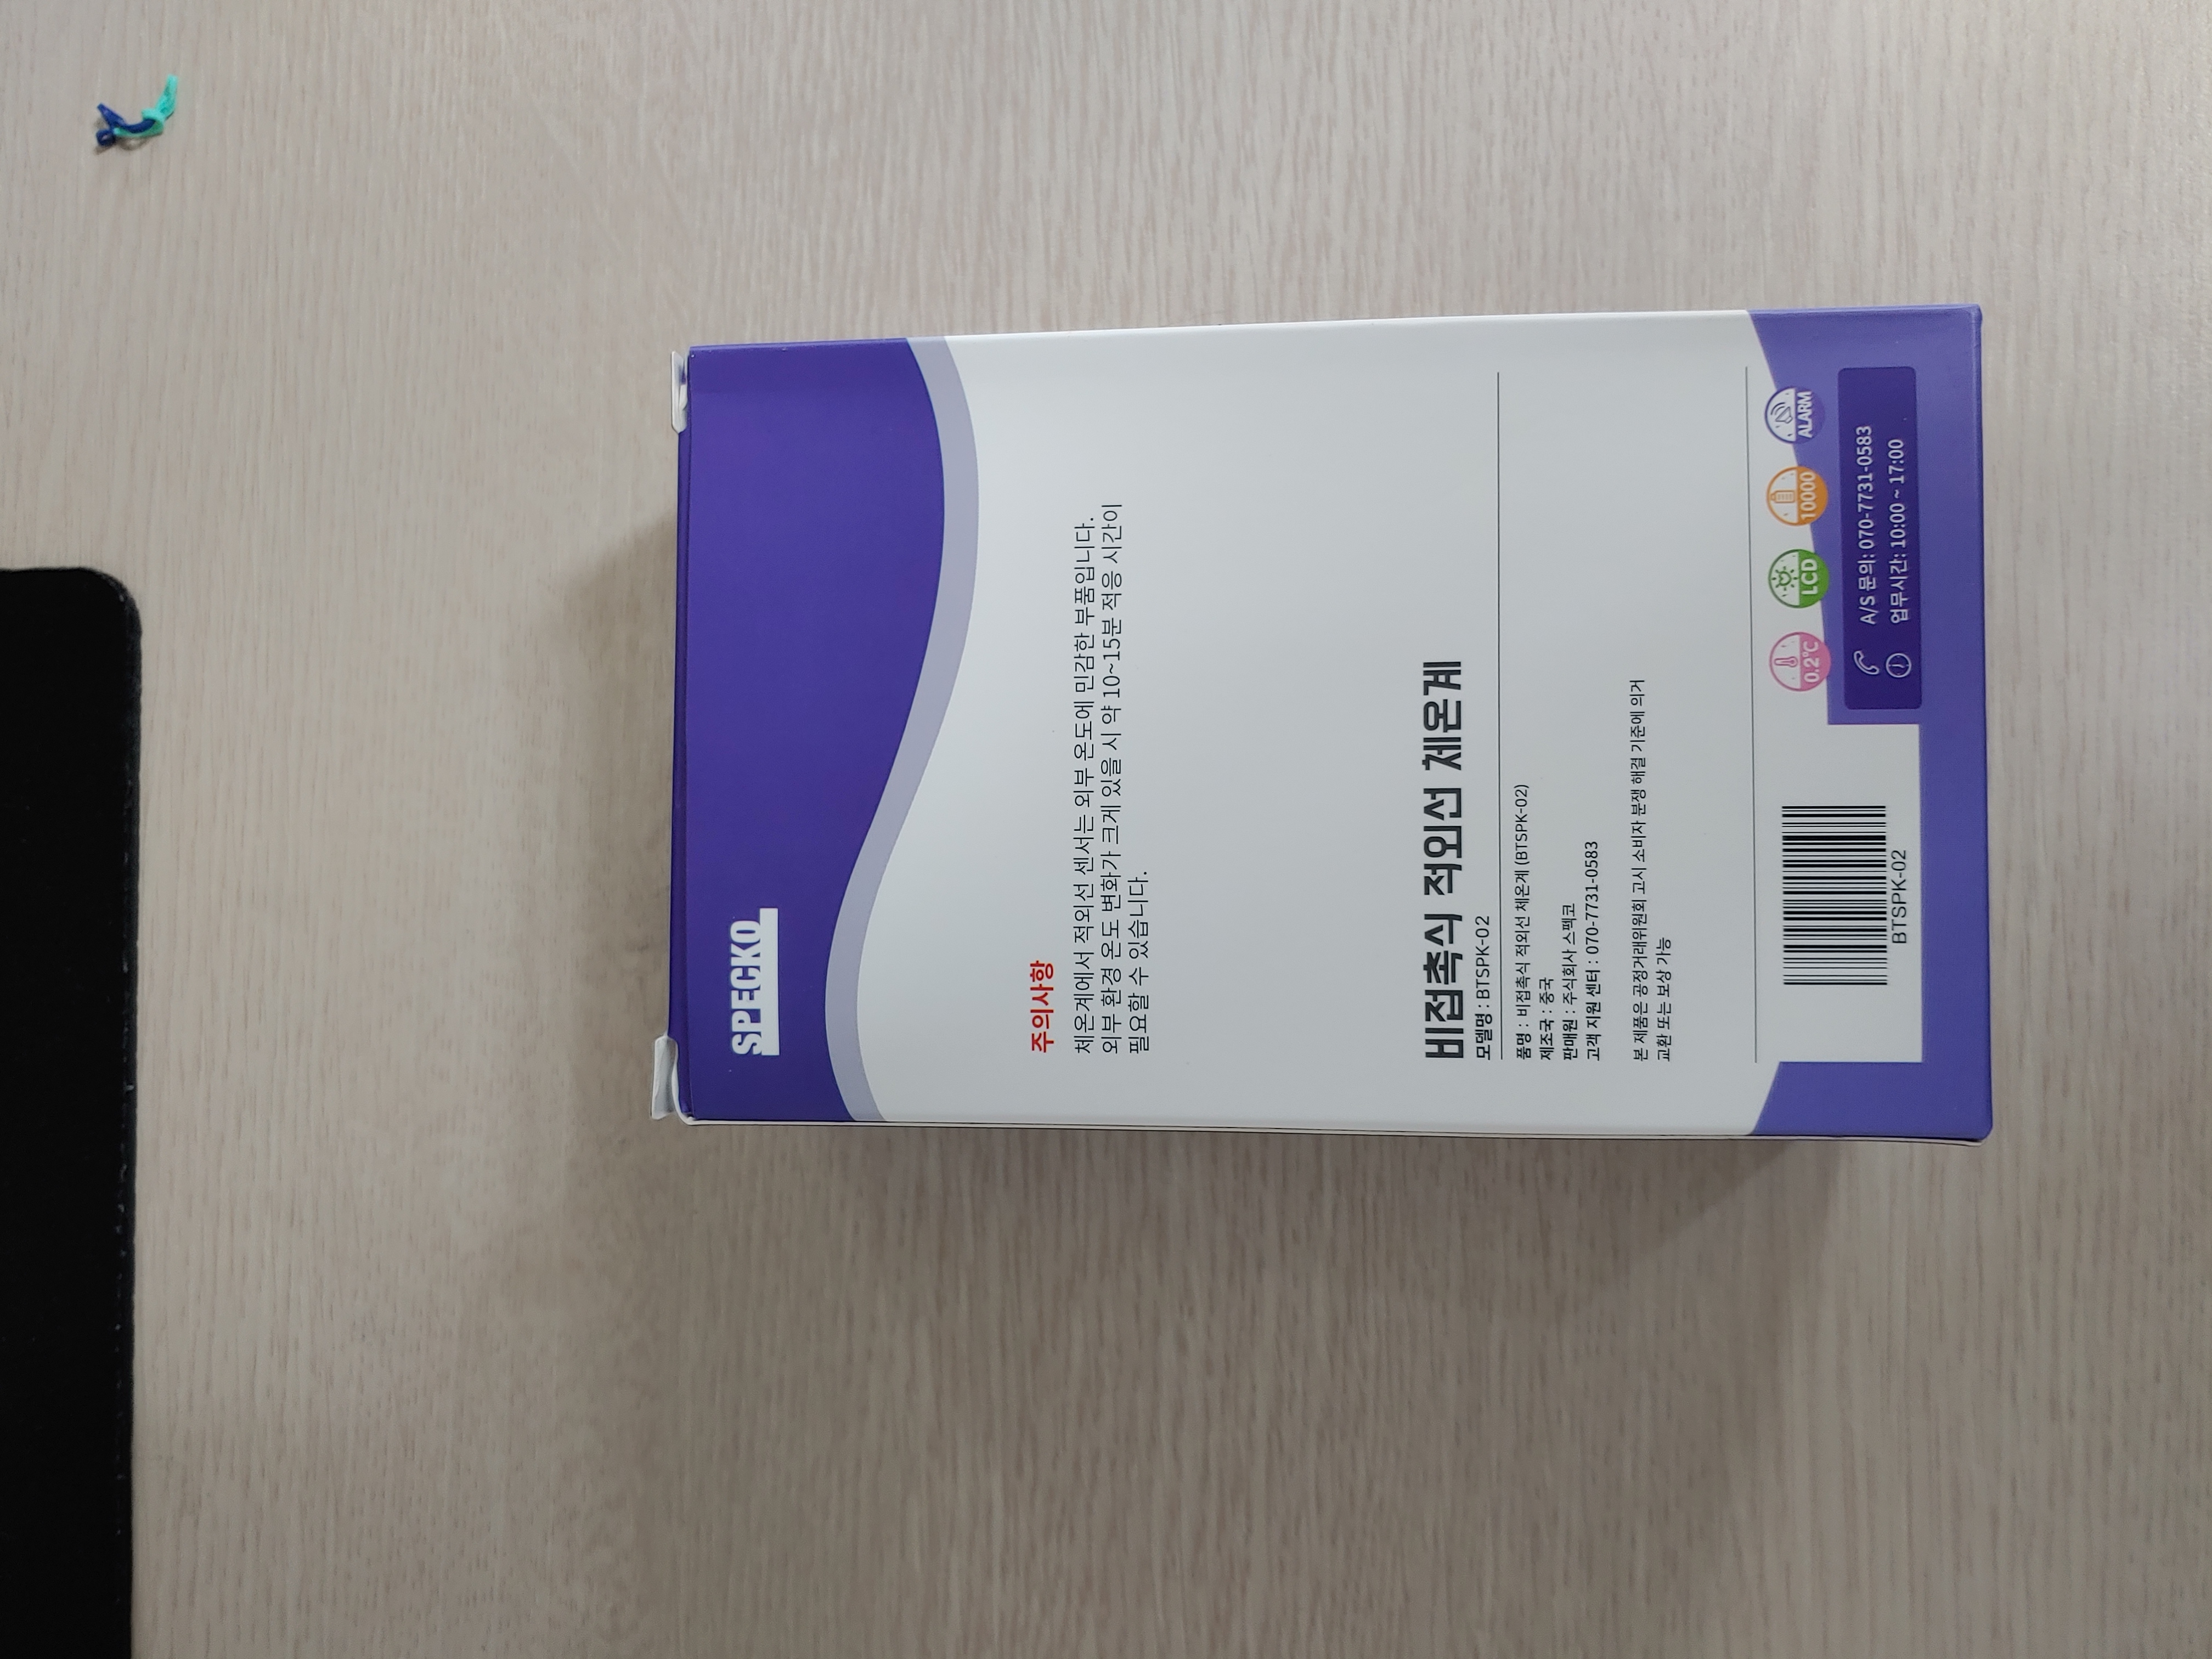 SPECKO
주의사항
체온계에서 적외선 센서는 외부 온도에 민감한 부품입니다.
외부 환경 온도 변화가 크게 있을 시 약 10~15분 적응 시간이
필요할 수 있습니다.
비접촉식 적외선 체온계
모델명 : BTSPK-02
품명 : 비접촉식 적외선 체온계 (BTSPK-02)
제조국 : 중국
판매원 : 주식회사 스펙코
고객 지원 센터 : 070-7731-0583
본 제품은 공정거래위원회 고시 소비자 분쟁 해결 기준에 의거
교환 또는 보상 가능
0.2℃
LCD
10000
ALARM
BTSPK-02
A/S 문의: 070-7731-0583
업무시간: 10:00 ~ 17:00